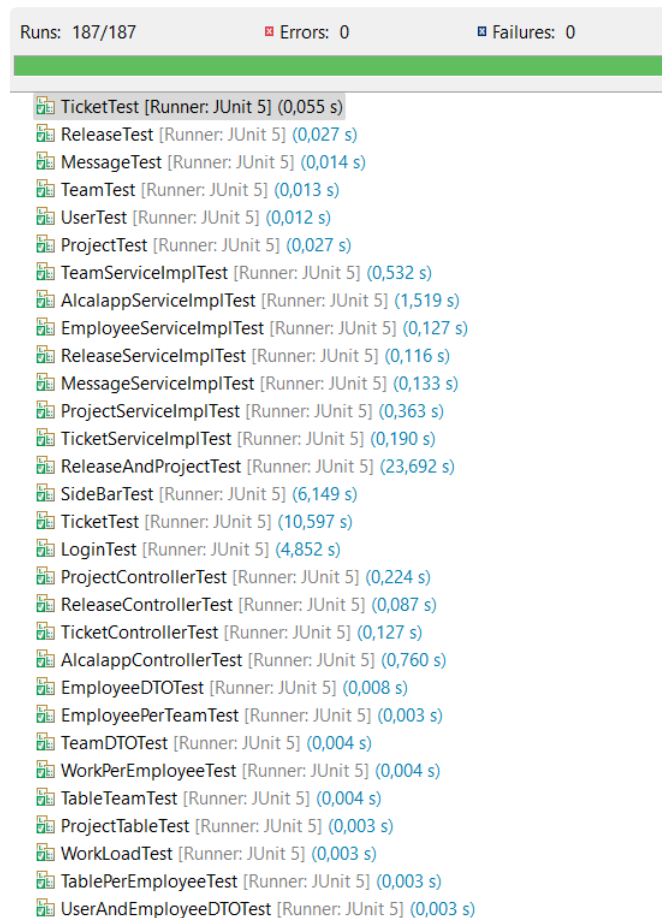 Runs: 187/187 Errors: 0 Failures: 0
TicketTest [Runner: JUnit 5] (0,055 s)
ReleaseTest [Runner: JUnit 5] (0,027 s)
MessageTest [Runner: JUnit 5] (0,014 s)
TeamTest [Runner: JUnit 5] (0,013 s)
UserTest [Runner: JUnit 5] (0,012 s)
ProjectTest [Runner: JUnit 5] (0,027 s)
TeamServiceImplTest [Runner: JUnit 5] (0,532 s)
AlcalappServiceImplTest [Runner: JUnit 5] (1,519 s)
EmployeeServiceImplTest [Runner: JUnit 5] (0,127 s)
ReleaseServiceImplTest [Runner: JUnit 5] (0,116 s)
MessageServiceImplTest [Runner: JUnit 5] (0,133 s)
ProjectServiceImplTest [Runner: JUnit 5] (0,363 s)
TicketServiceImplTest [Runner: JUnit 5] (0,190 s)
ReleaseAndProjectTest [Runner: JUnit 5] (23,692 s)
SideBarTest [Runner: JUnit 5] (6,149 s)
TicketTest [Runner: JUnit 5] (10,597 s)
LoginTest [Runner: JUnit 5] (4,852 s)
ProjectControllerTest [Runner: JUnit 5] (0,224 s)
ReleaseControllerTest [Runner: JUnit 5] (0,087 s)
TicketControllerTest [Runner: JUnit 5] (0,127 s)
AlcalappControllerTest [Runner: JUnit 5] (0,760 s)
EmployeeDTOTest [Runner: JUnit 5] (0,008 s)
EmployeePerTeamTest [Runner: JUnit 5] (0,003 s)
TeamDTOTest [Runner: JUnit 5] (0,004 s)
WorkPerEmployeeTest [Runner: JUnit 5] (0,004 s)
TableTeamTest [Runner: JUnit 5] (0,004 s)
ProjectTableTest [Runner: JUnit 5] (0,003 s)
WorkLoadTest [Runner: JUnit 5] (0,003 s)
TablePerEmployeeTest [Runner: JUnit 5] (0,003 s)
UserAndEmployeeDTOTest [Runner: JUnit 5] (0,003 s)